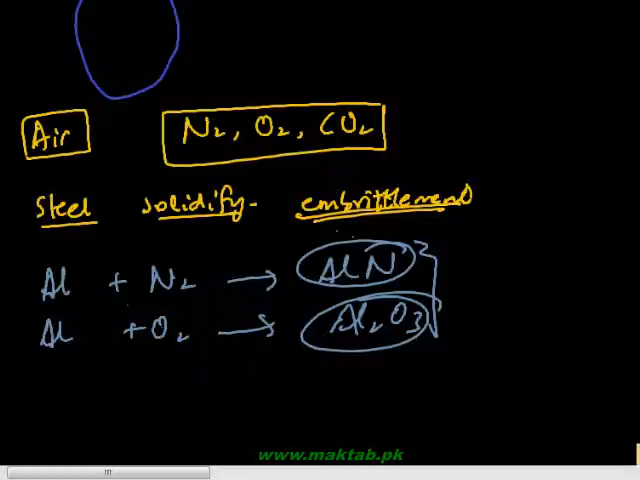 Air N₂, O₂, CO₂
Steel solidify- embrittlement
Al + N₂ → AlN
Al + O₂ → Al₂O₃
www.maktab.pk